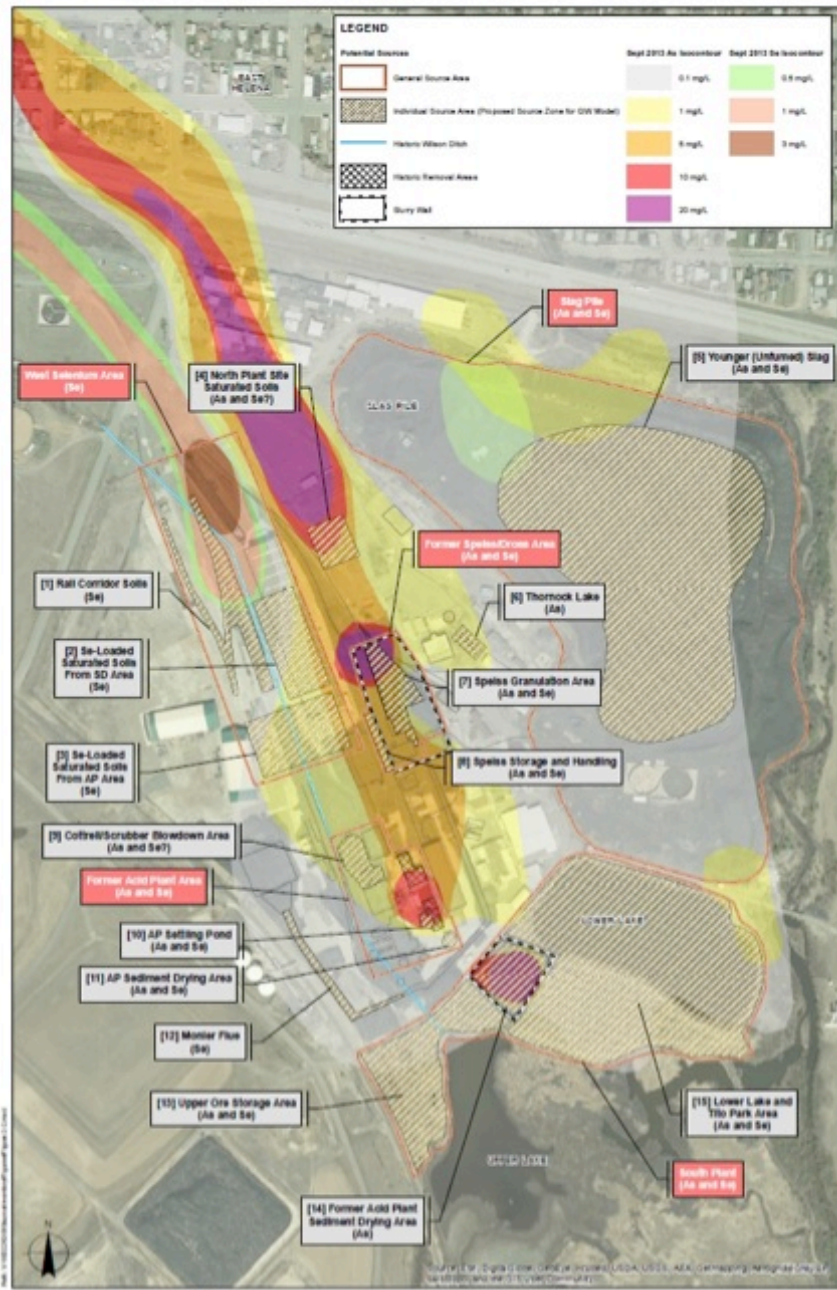 LEGEND
Potential Sources
General Source Area
Individual Source Area (Proposed Source Zone for GW Model)
Historic Wilson Ditch
Historic Removal Areas
Slurry Wall
Sept 2013 As Isocontour
0.1 mg/L
1 mg/L
5 mg/L
10 mg/L
20 mg/L
Sept 2013 Se Isocontour
0.5 mg/L
1 mg/L
3 mg/L
EAST
HELENA
Slag Pile
(As and Se)
[5] Younger (Unfumed) Slag
(As and Se)
West Selenium Area
(Se)
[4] North Plant Site
Saturated Soils
(As and Se?)
SLAG PILE
Former Speiss/Dross Area
(As and Se)
[1] Rail Corridor Soils
(Se)
[6] Thornock Lake
(As)
[2] Se-Loaded
Saturated Soils
From SD Area
(Se)
[7] Speiss Granulation Area
(As and Se)
[3] Se-Loaded
Saturated Soils
From AP Area
(Se)
[8] Speiss Storage and Handling
(As and Se)
[9] Cottrell/Scrubber Blowdown Area
(As and Se?)
Former Acid Plant Area
(As and Se)
LOWER LAKE
[10] AP Settling Pond
(As and Se)
[11] AP Sediment Drying Area
(As and Se)
[12] Monier Flue
(Se)
[13] Upper Ore Storage Area
(As and Se)
[15] Lower Lake and
Tito Park Area
(As and Se)
UPPER LAKE
South Plant
(As and Se)
[14] Former Acid Plant
Sediment Drying Area
(As)
N